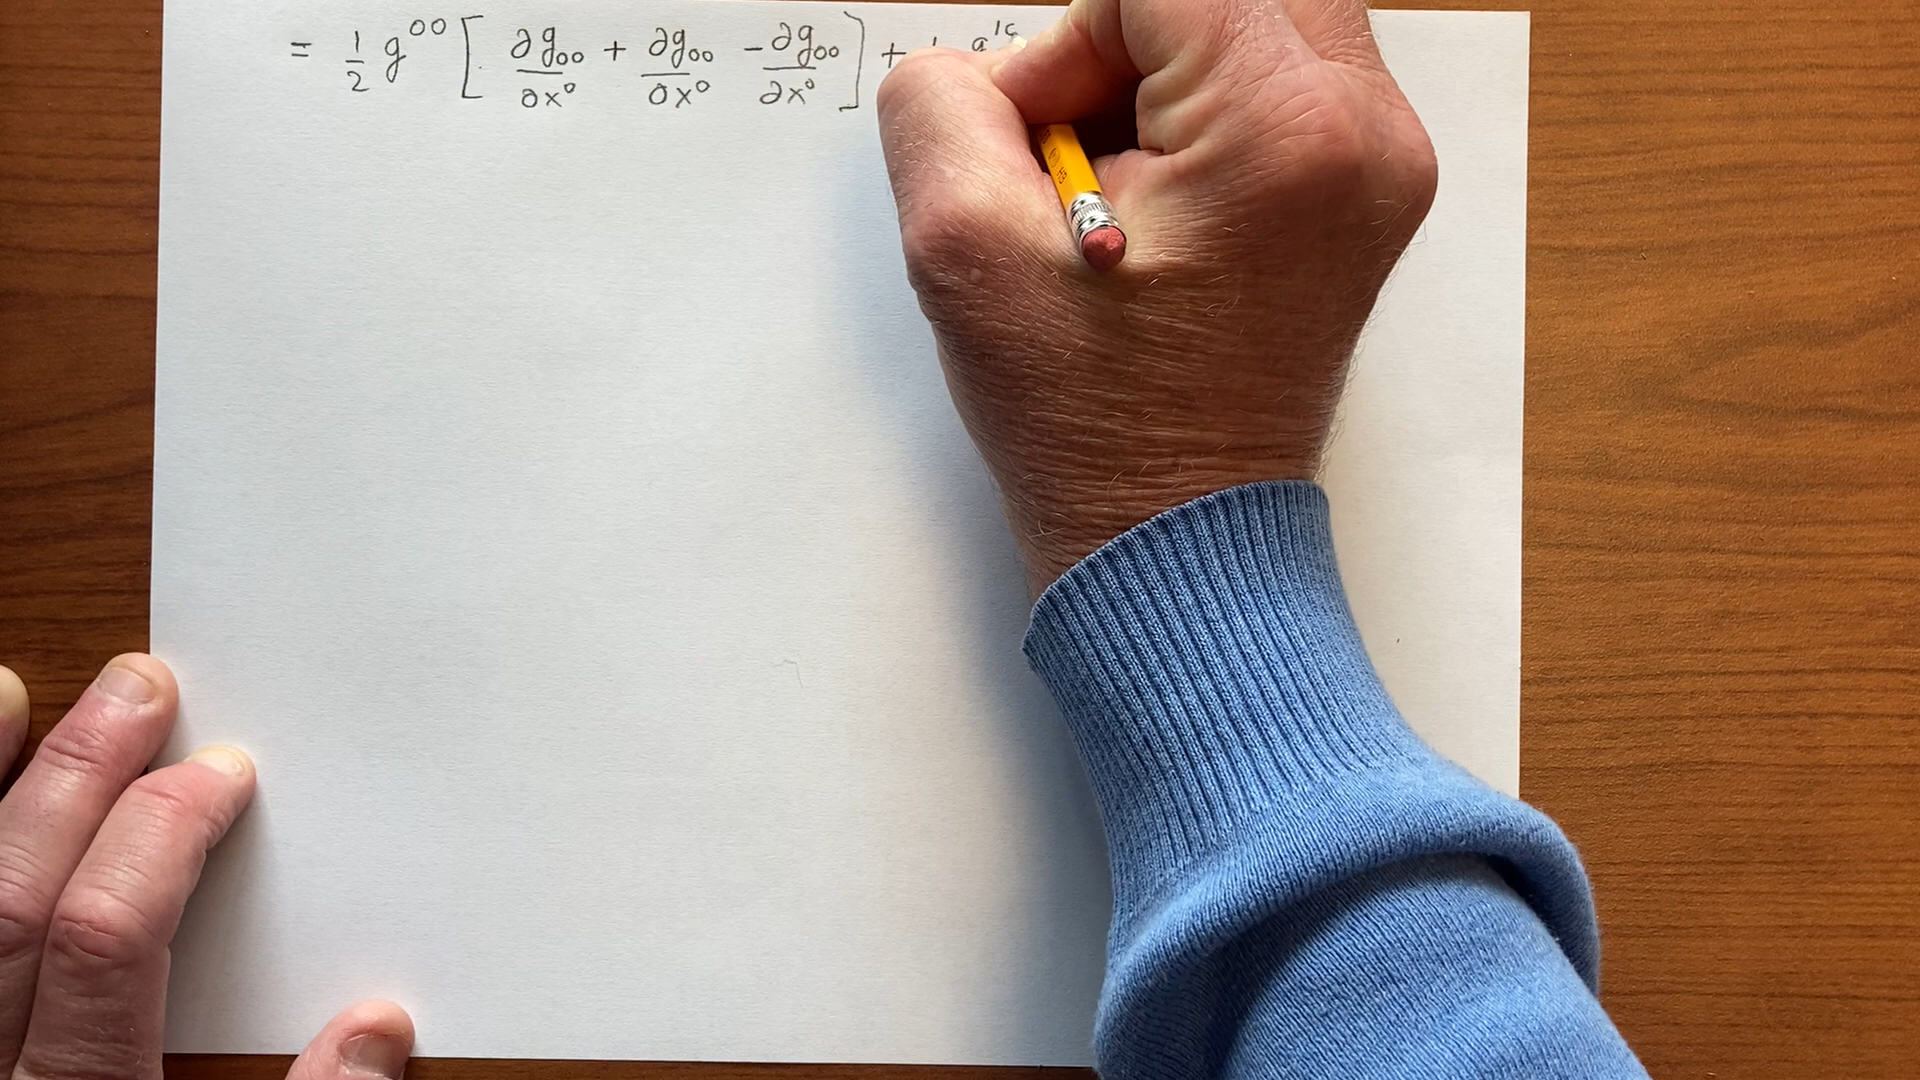 = 1/2 g^00 [ ∂g_00/∂x^0 + ∂g_00/∂x^0 - ∂g_00/∂x^0 ] +